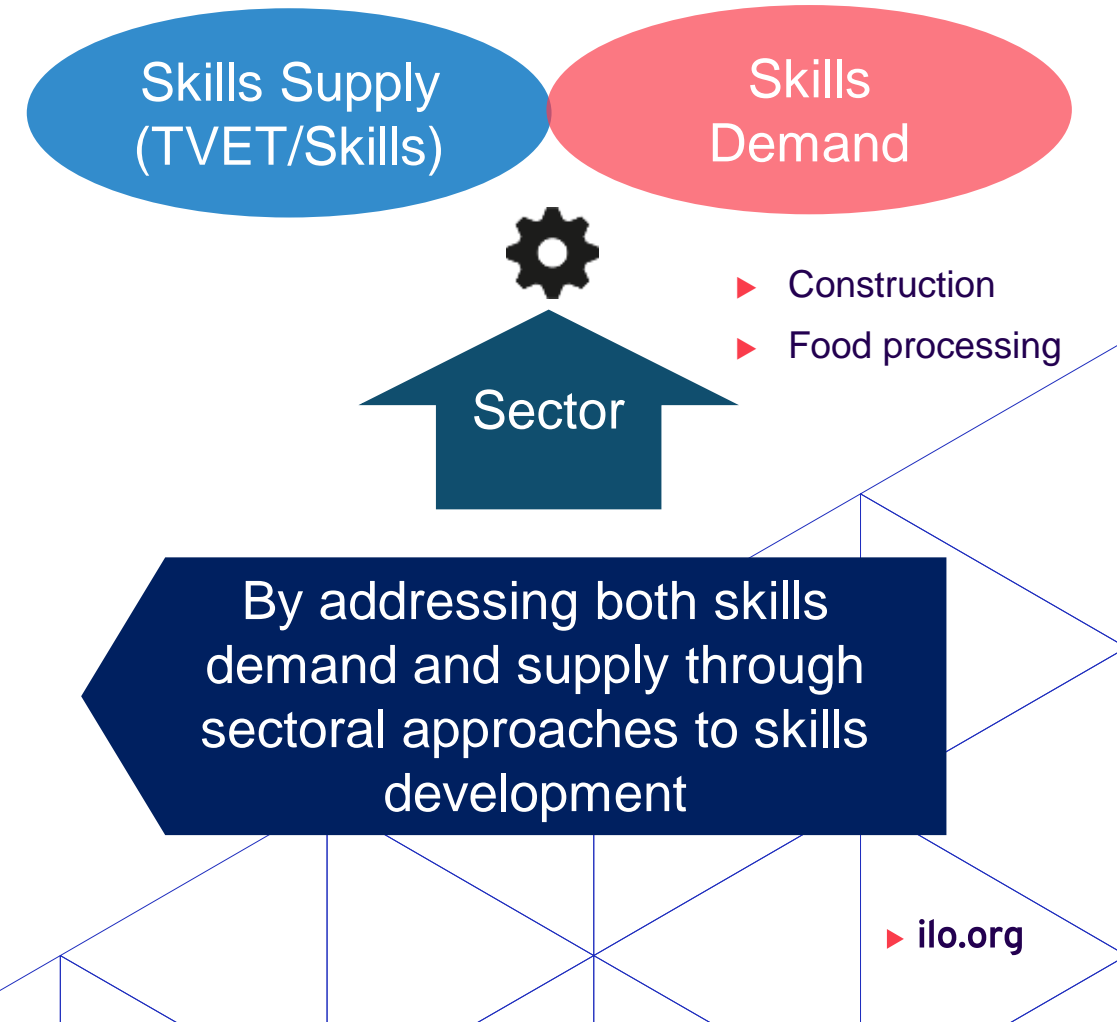 Skills Supply
(TVET/Skills)
Skills
Demand
Construction
Food processing
Sector
By addressing both skills
demand and supply through
sectoral approaches to skills
development
ilo.org